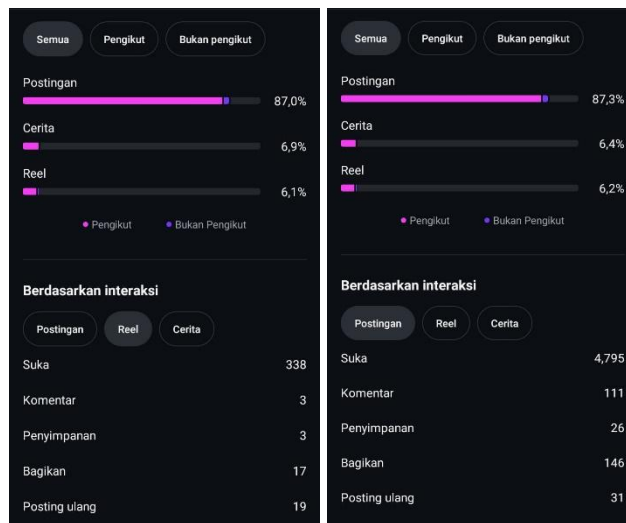 Semua Pengikut Bukan pengikut
Postingan
87,0%
Cerita
6,9%
Reel
6,1%
Pengikut Bukan Pengikut
Berdasarkan interaksi
Postingan Reel Cerita
Suka 338
Komentar 3
Penyimpanan 3
Bagikan 17
Posting ulang 19
Semua Pengikut Bukan pengikut
Postingan
87,3%
Cerita
6,4%
Reel
6,2%
Pengikut Bukan Pengikut
Berdasarkan interaksi
Postingan Reel Cerita
Suka 4,795
Komentar 111
Penyimpanan 26
Bagikan 146
Posting ulang 31